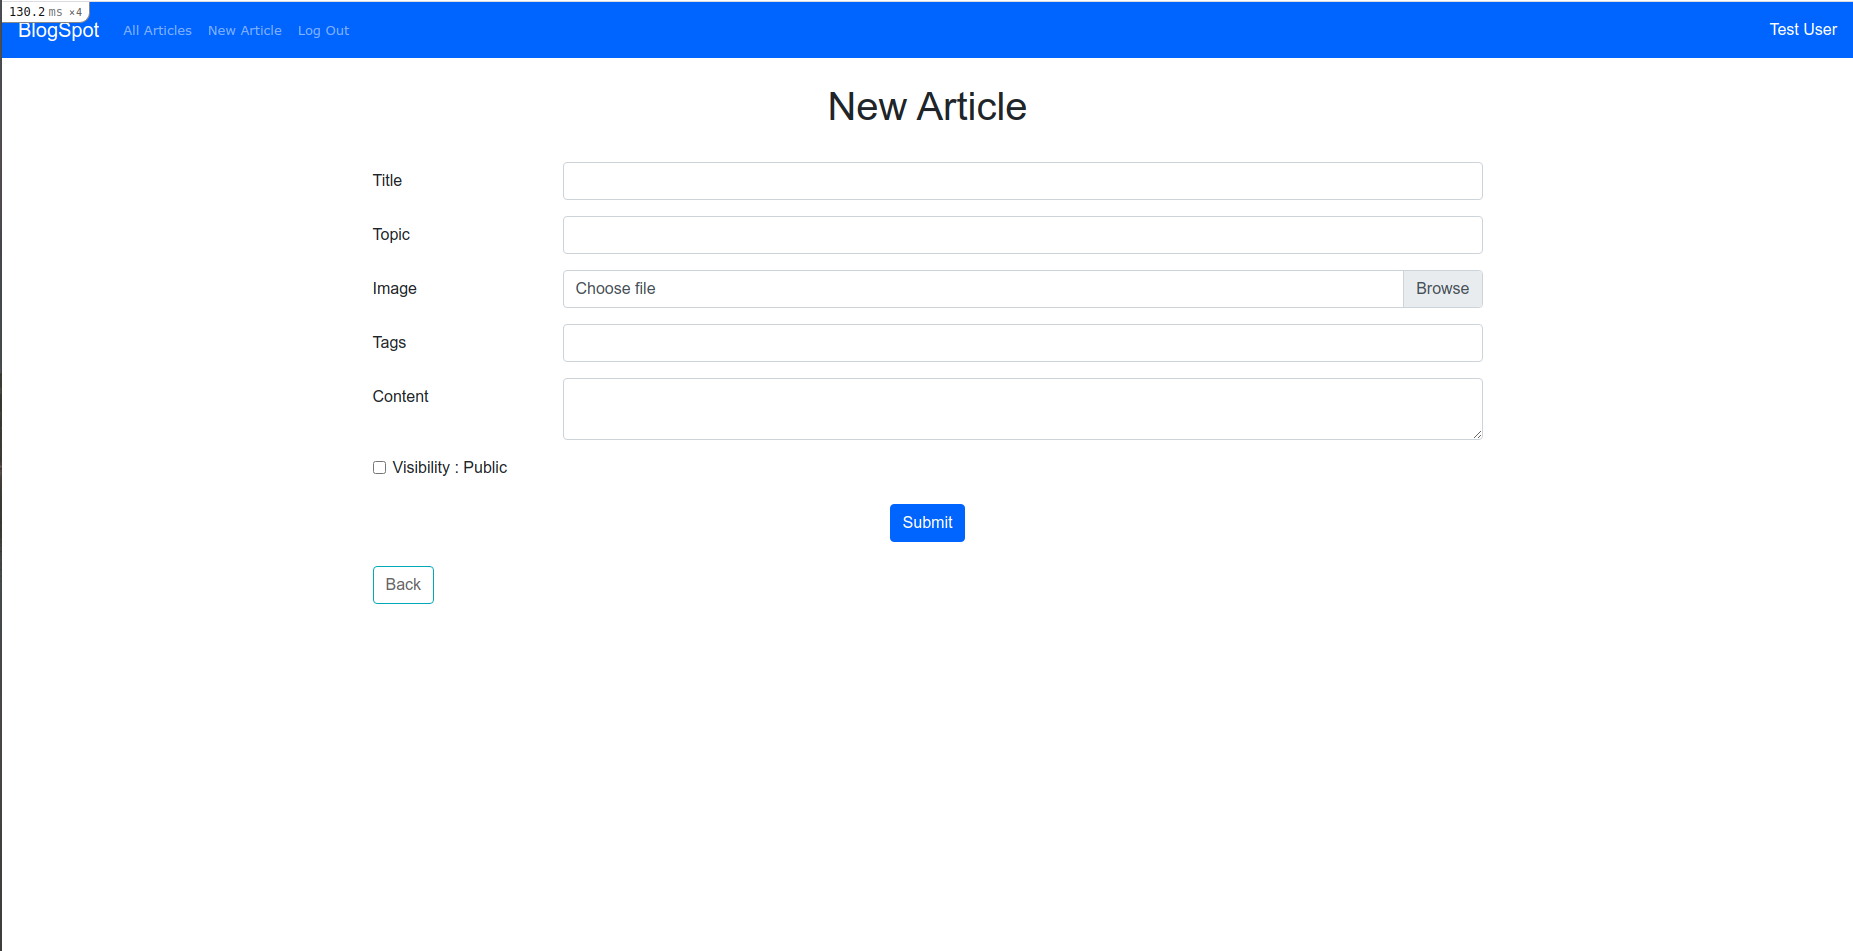 130.2 ms ×4
BlogSpot All Articles New Article Log Out Test User
New Article
Title
Topic
Image Choose file Browse
Tags
Content
Visibility : Public
Submit
Back